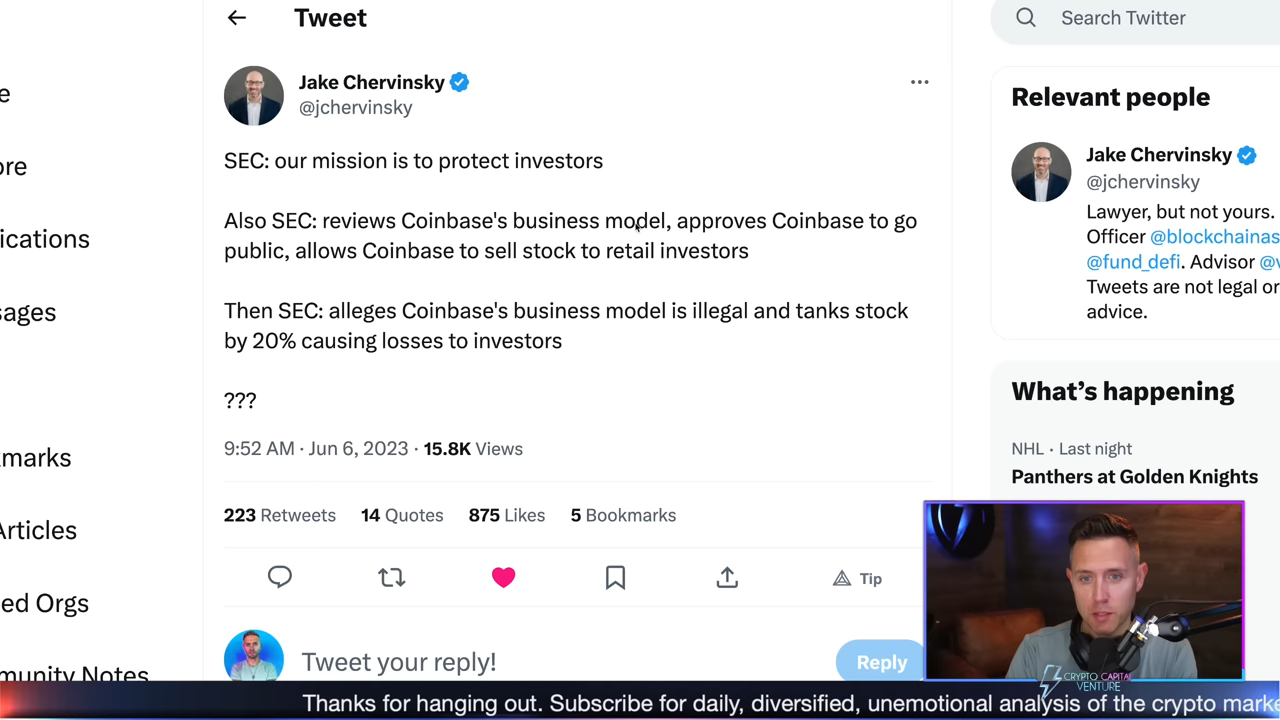 Tweet
Search Twitter
Jake Chervinsky
@jchervinsky
SEC: our mission is to protect investors
Also SEC: reviews Coinbase's business model, approves Coinbase to go
public, allows Coinbase to sell stock to retail investors
Then SEC: alleges Coinbase's business model is illegal and tanks stock
by 20% causing losses to investors
???
9:52 AM · Jun 6, 2023 · 15.8K Views
223 Retweets 14 Quotes 875 Likes 5 Bookmarks
Tip
Tweet your reply!
Reply
e
ore
ications
sages
kmarks
Articles
ed Orgs
munity Notes
Relevant people
Jake Chervinsky
@jchervinsky
Lawyer, but not yours.
Officer @blockchainas
@fund_defi. Advisor @v
Tweets are not legal or
advice.
What's happening
NHL · Last night
Panthers at Golden Knights
CRYPTO CAPITAL
VENTURE
Thanks for hanging out. Subscribe for daily, diversified, unemotional analysis of the crypto marke